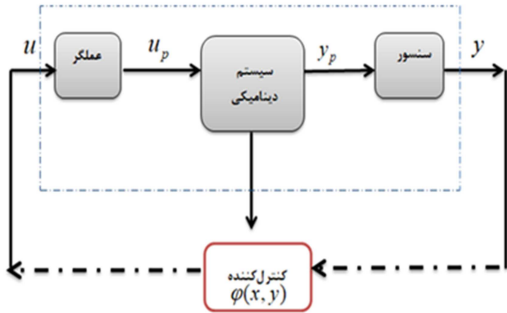 u
عملگر
u_p
سیستم
دینامیکی
y_p
سنسور
y
کنترل‌کننده
φ(x, y)